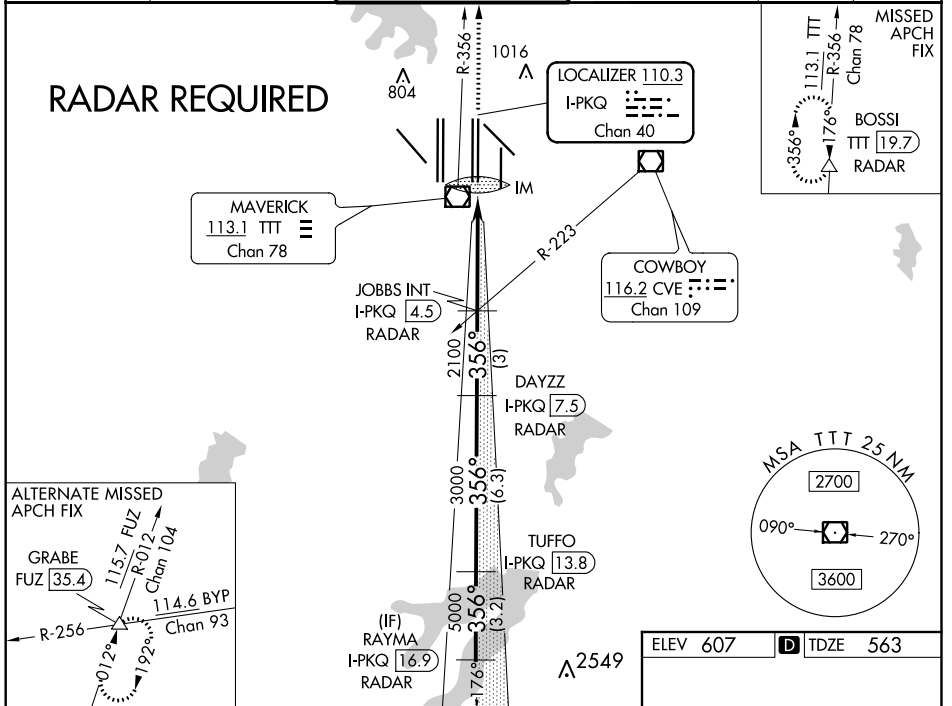 RADAR REQUIRED
R-356
1016
804
LOCALIZER 110.3
I-PKQ
Chan 40
IM
MAVERICK
113.1 TTT
Chan 78
R-223
COWBOY
116.2 CVE
Chan 109
MISSED
APCH
FIX
113.1 TTT
R-356
Chan 78
356°
176°
BOSSI
TTT 19.7
RADAR
JOBBS INT
I-PKQ 4.5
RADAR
2100
356°
(3)
DAYZZ
I-PKQ 7.5
RADAR
3000
356°
(6.3)
TUFFO
I-PKQ 13.8
RADAR
5000
356°
(3.2)
(IF)
RAYMA
I-PKQ 16.9
RADAR
176°
2549
MSA TTT 25 NM
2700
090°
270°
3600
ALTERNATE MISSED
APCH FIX
GRABE
FUZ 35.4
115.7 FUZ
R-012
Chan 104
114.6 BYP
Chan 93
R-256
012°
192°
ELEV 607 D TDZE 563